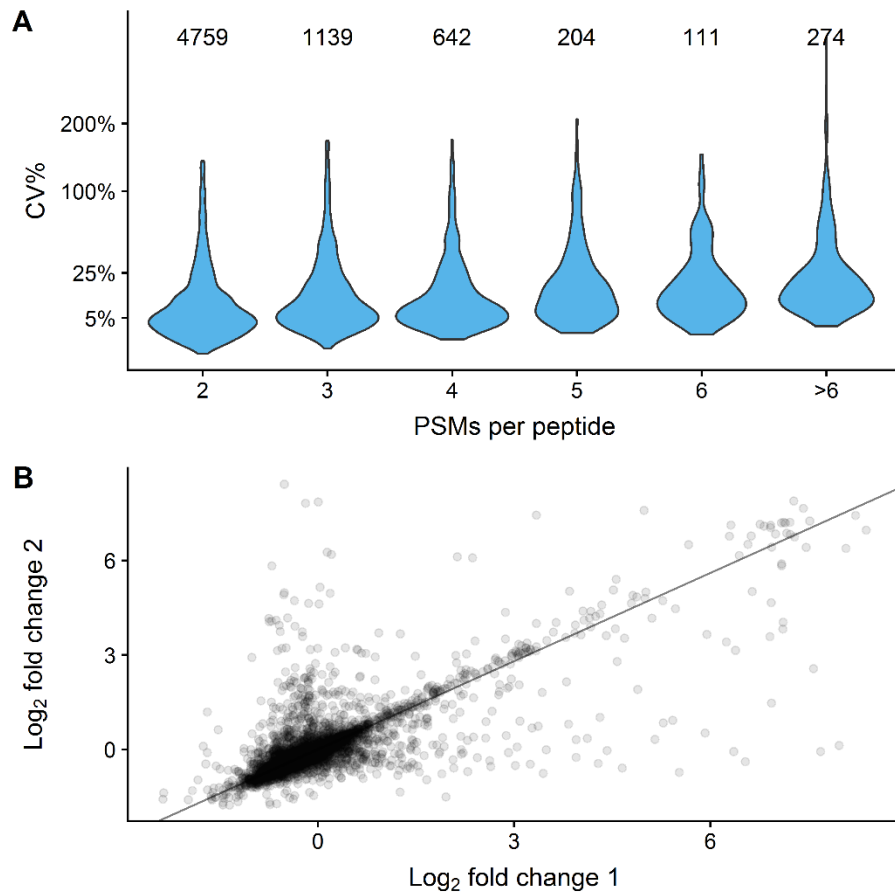 A
4759 1139 642 204 111 274
CV%
200%
100%
25%
5%
2 3 4 5 6 >6
PSMs per peptide
B
Log₂ fold change 2
6
3
0
0 3 6
Log₂ fold change 1